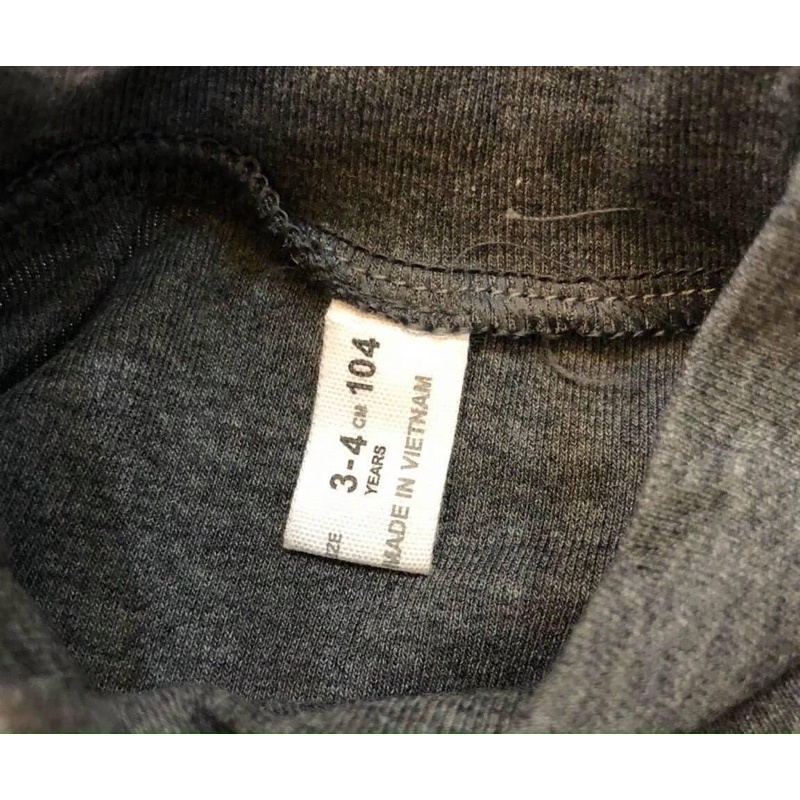 ZE
3-4 CM 104
YEARS
MADE IN VIETNAM